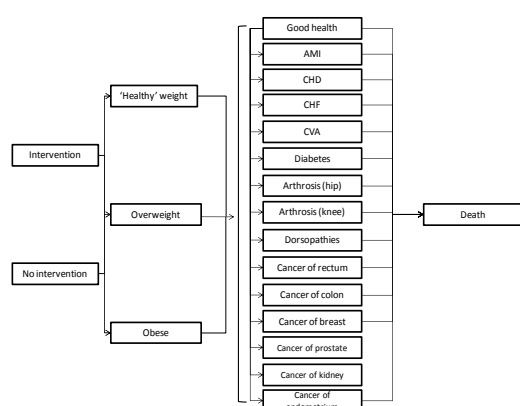 Good health
AMI
CHD
'Healthy' weight
CHF
CVA
Intervention
Diabetes
Arthrosis (hip)
Overweight
Arthrosis (knee)
Death
Dorsopathies
No intervention
Cancer of rectum
Cancer of colon
Cancer of breast
Obese
Cancer of prostate
Cancer of kidney
Cancer of